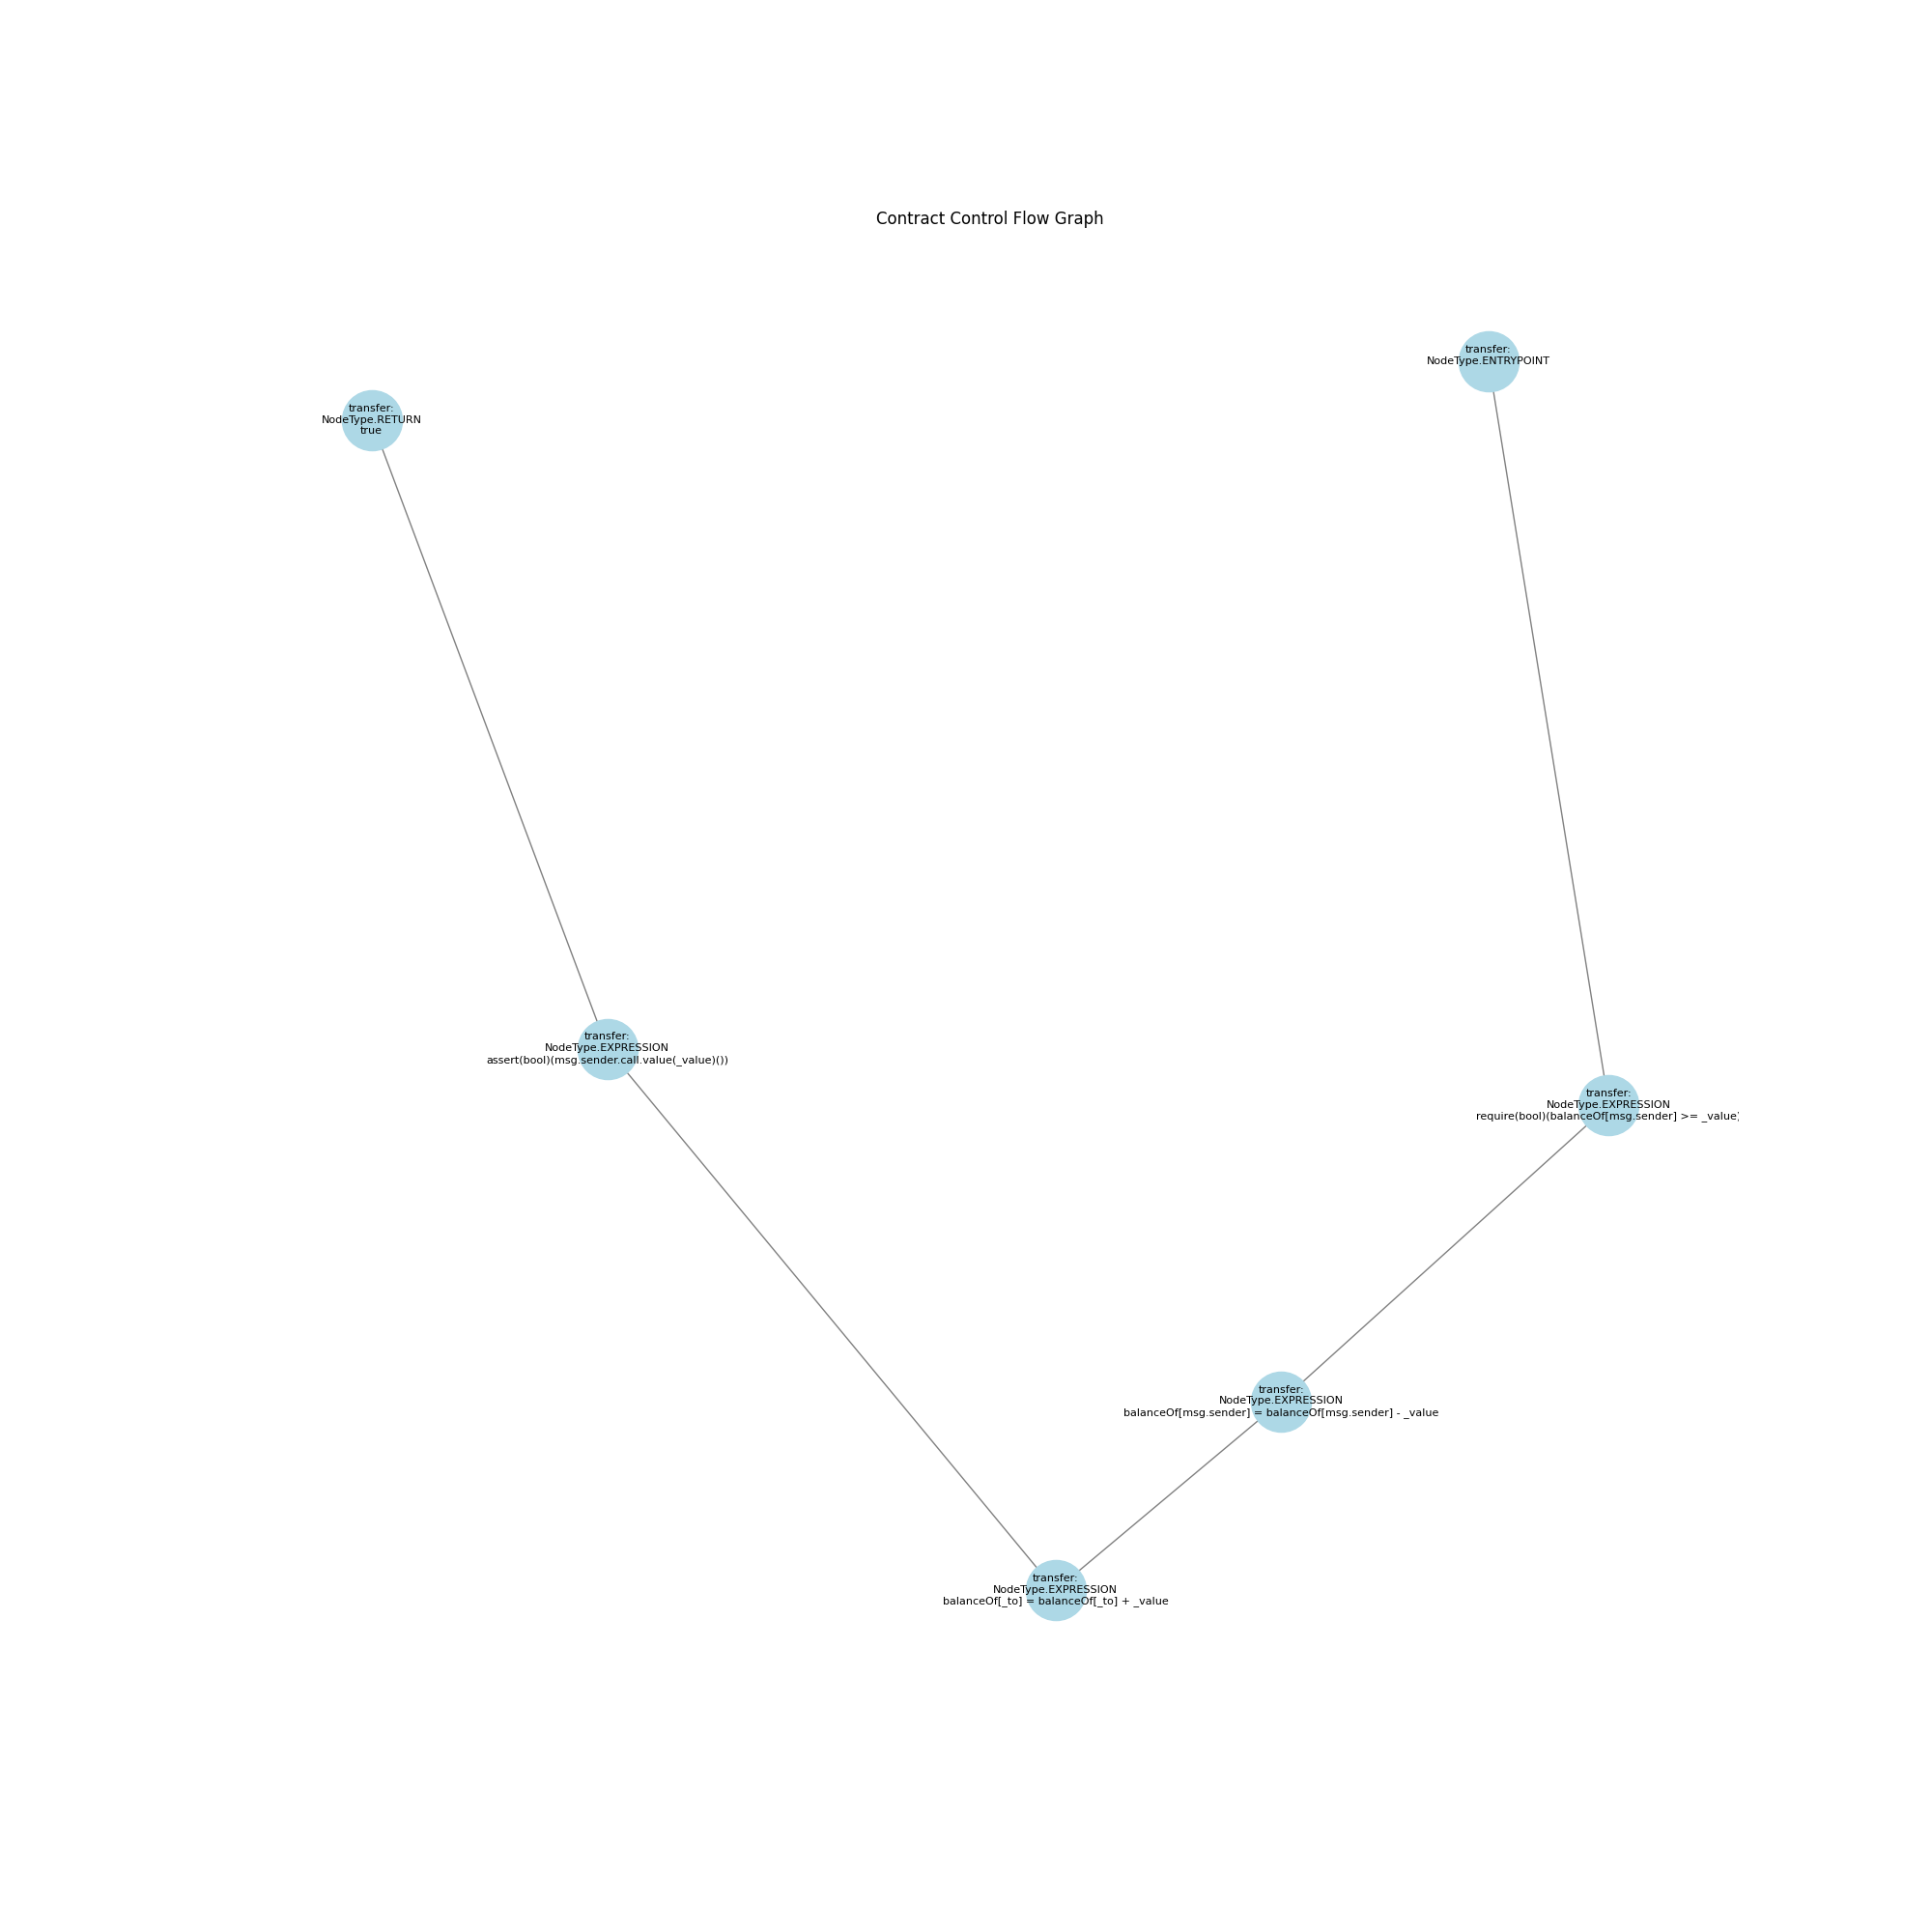 Contract Control Flow Graph
transfer:
NodeType.ENTRYPOINT
transfer:
NodeType.RETURN
true
transfer:
NodeType.EXPRESSION
assert(bool)(msg.sender.call.value(_value)())
transfer:
NodeType.EXPRESSION
require(bool)(balanceOf[msg.sender] >= _value)
transfer:
NodeType.EXPRESSION
balanceOf[msg.sender] = balanceOf[msg.sender] - _value
transfer:
NodeType.EXPRESSION
balanceOf[_to] = balanceOf[_to] + _value